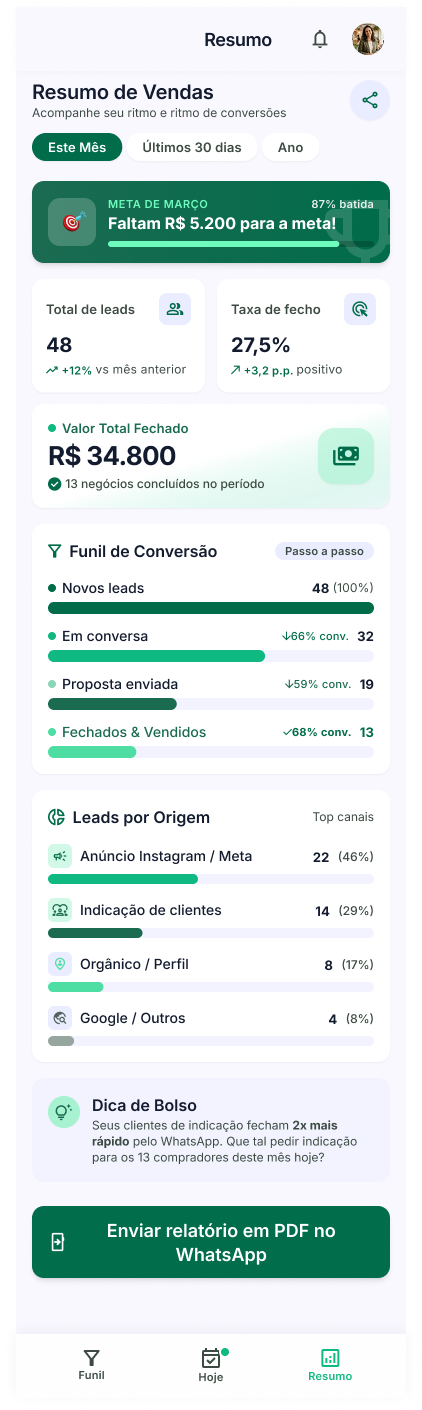 Resumo
Resumo de Vendas
Acompanhe seu ritmo e ritmo de conversões
Este Mês
Últimos 30 dias
Ano
META DE MARÇO
87% batida
Faltam R$ 5.200 para a meta!
Total de leads
48
+12% vs mês anterior
Taxa de fecho
27,5%
+3,2 p.p. positivo
Valor Total Fechado
R$ 34.800
13 negócios concluídos no período
Funil de Conversão
Passo a passo
Novos leads
48 (100%)
Em conversa
↓66% conv. 32
Proposta enviada
↓59% conv. 19
Fechados & Vendidos
✓68% conv. 13
Leads por Origem
Top canais
Anúncio Instagram / Meta
22 (46%)
Indicação de clientes
14 (29%)
Orgânico / Perfil
8 (17%)
Google / Outros
4 (8%)
Dica de Bolso
Seus clientes de indicação fecham 2x mais
rápido pelo WhatsApp. Que tal pedir indicação
para os 13 compradores deste mês hoje?
Enviar relatório em PDF no
WhatsApp
Funil
Hoje
Resumo